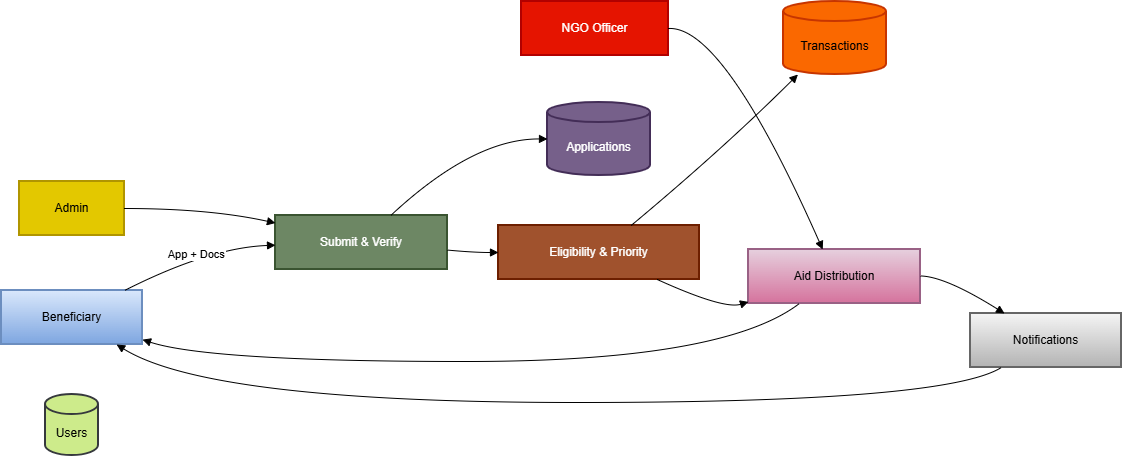 NGO Officer
Transactions
Applications
Admin
Submit & Verify
App + Docs
Eligibility & Priority
Aid Distribution
Beneficiary
Notifications
Users